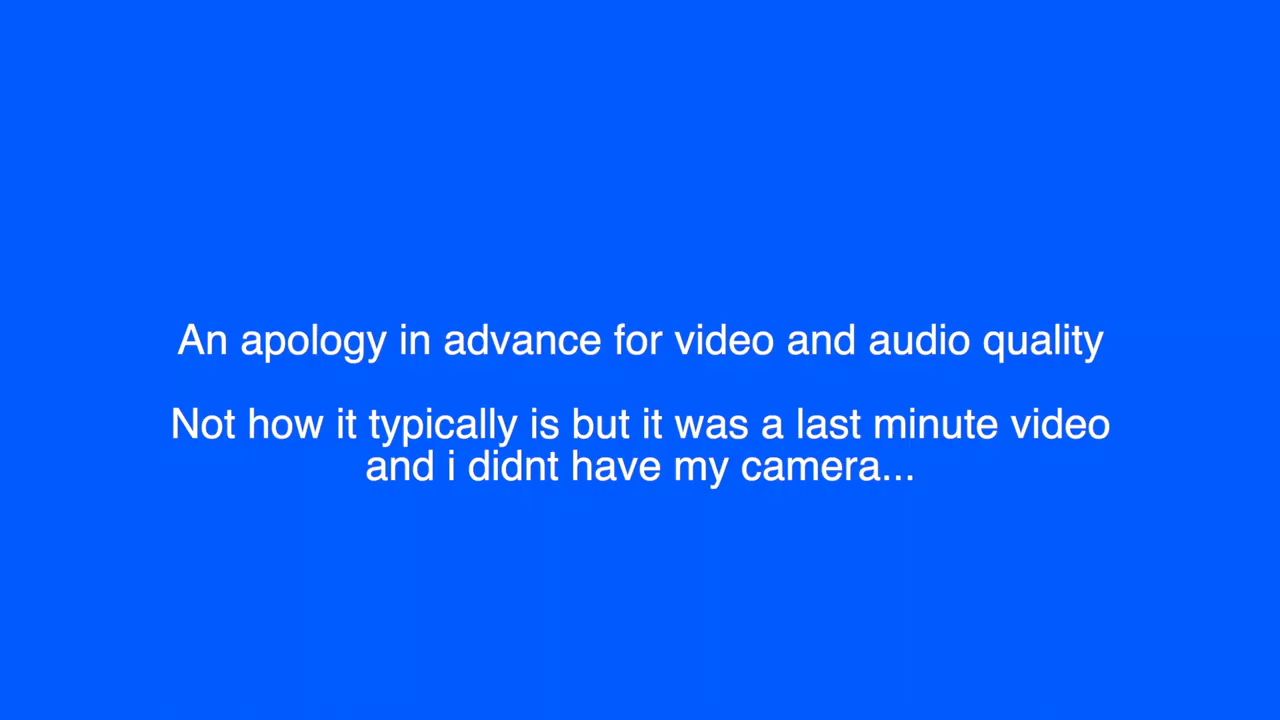 An apology in advance for video and audio quality
Not how it typically is but it was a last minute video
and i didnt have my camera...